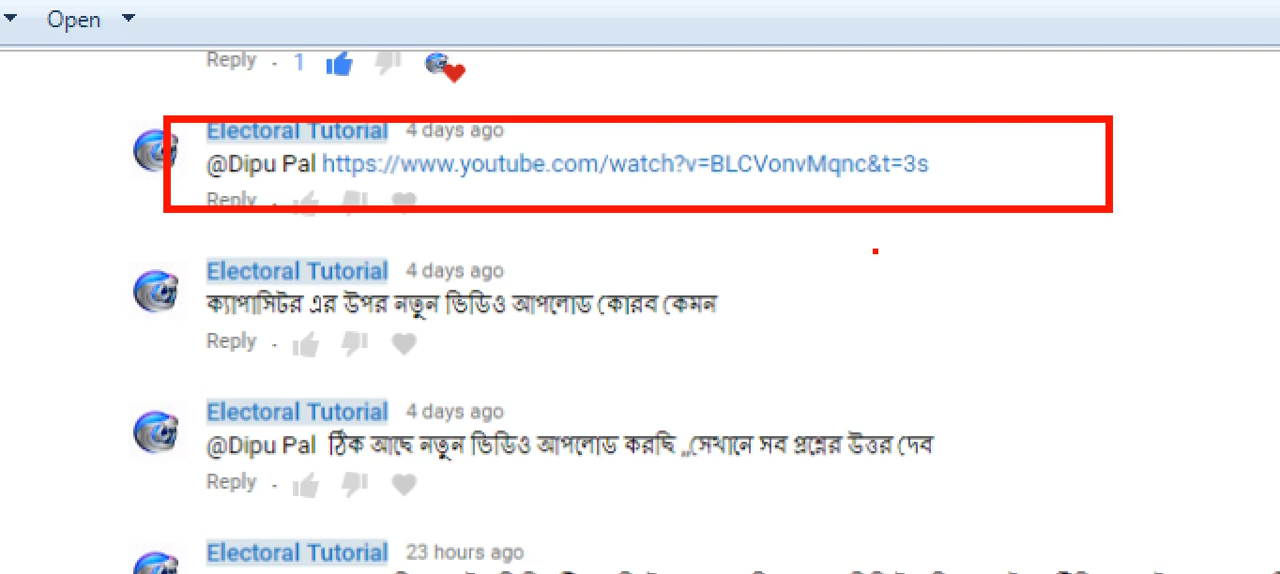 Open
Reply . 1
Electoral Tutorial 4 days ago
@Dipu Pal https://www.youtube.com/watch?v=BLCVonvMqnc&t=3s
Reply .
Electoral Tutorial 4 days ago
ক্যাপাসিটর এর উপর নতুন ভিডিও আপলোড কোরব কেমন
Reply .
Electoral Tutorial 4 days ago
@Dipu Pal ঠিক আছে নতুন ভিডিও আপলোড করছি ,,সেখানে সব প্রশ্নের উত্তর দেব
Reply .
Electoral Tutorial 23 hours ago